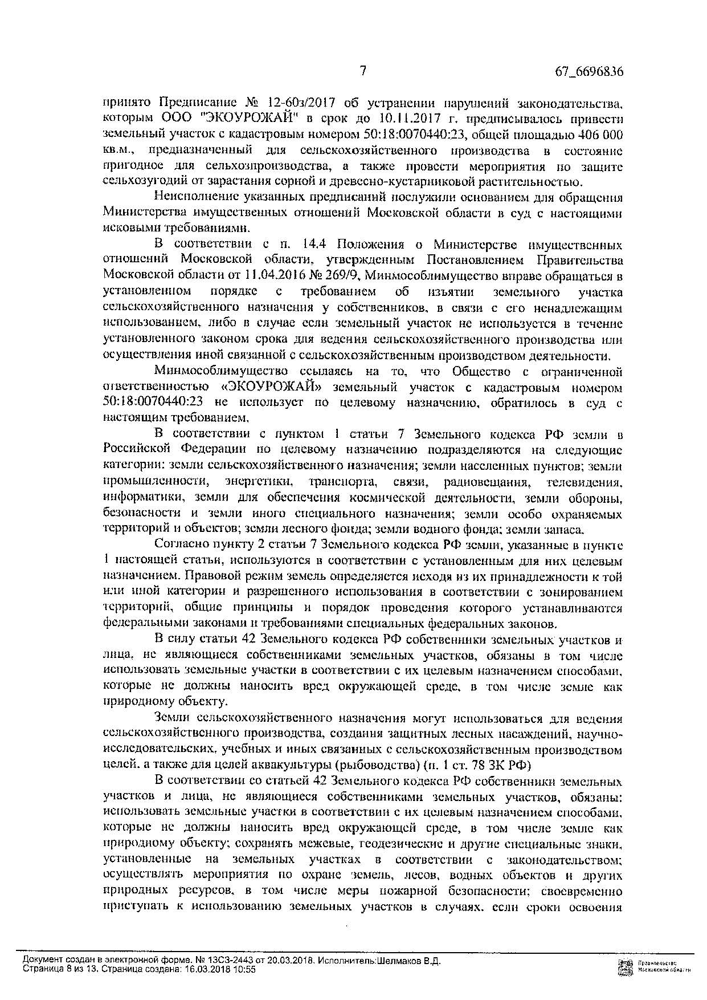 7 67_6696836
принято Предписание № 12-60з/2017 об устранении нарушений законодательства,
которым ООО "ЭКОУРОЖАЙ" в срок до 10.11.2017 г. предписывалось привести
земельный участок с кадастровым номером 50:18:0070440:23, общей площадью 406 000
кв.м., предназначенный для сельскохозяйственного производства в состояние
пригодное для сельхозпроизводства, а также провести мероприятия по защите
сельхозугодий от зарастания сорной и древесно-кустарниковой растительностью.
Неисполнение указанных предписаний послужили основанием для обращения
Министерства имущественных отношений Московской области в суд с настоящими
исковыми требованиями.
В соответствии с п. 14.4 Положения о Министерстве имущественных
отношений Московской области, утвержденным Постановлением Правительства
Московской области от 11.04.2016 № 269/9, Минмособлимущество вправе обращаться в
установленном порядке с требованием об изъятии земельного участка
сельскохозяйственного назначения у собственников, в связи с его ненадлежащим
использованием, либо в случае если земельный участок не используется в течение
установленного законом срока для ведения сельскохозяйственного производства или
осуществления иной связанной с сельскохозяйственным производством деятельности.
Минмособлимущество ссылаясь на то, что Общество с ограниченной
ответственностью «ЭКОУРОЖАЙ» земельный участок с кадастровым номером
50:18:0070440:23 не использует по целевому назначению, обратилось в суд с
настоящим требованием.
В соответствии с пунктом 1 статьи 7 Земельного кодекса РФ земли в
Российской Федерации по целевому назначению подразделяются на следующие
категории: земли сельскохозяйственного назначения; земли населенных пунктов; земли
промышленности, энергетики, транспорта, связи, радиовещания, телевидения,
информатики, земли для обеспечения космической деятельности, земли обороны,
безопасности и земли иного специального назначения; земли особо охраняемых
территорий и объектов; земли лесного фонда; земли водного фонда; земли запаса.
Согласно пункту 2 статьи 7 Земельного кодекса РФ земли, указанные в пункте
1 настоящей статьи, используются в соответствии с установленным для них целевым
назначением. Правовой режим земель определяется исходя из их принадлежности к той
или иной категории и разрешенного использования в соответствии с зонированием
территорий, общие принципы и порядок проведения которого устанавливаются
федеральными законами и требованиями специальных федеральных законов.
В силу статьи 42 Земельного кодекса РФ собственники земельных участков и
лица, не являющиеся собственниками земельных участков, обязаны в том числе
использовать земельные участки в соответствии с их целевым назначением способами,
которые не должны наносить вред окружающей среде, в том числе земле как
природному объекту.
Земли сельскохозяйственного назначения могут использоваться для ведения
сельскохозяйственного производства, создания защитных лесных насаждений, научно-
исследовательских, учебных и иных связанных с сельскохозяйственным производством
целей, а также для целей аквакультуры (рыбоводства) (п. 1 ст. 78 ЗК РФ)
В соответствии со статьей 42 Земельного кодекса РФ собственники земельных
участков и лица, не являющиеся собственниками земельных участков, обязаны:
использовать земельные участки в соответствии с их целевым назначением способами,
которые не должны наносить вред окружающей среде, в том числе земле как
природному объекту; сохранять межевые, геодезические и другие специальные знаки,
установленные на земельных участках в соответствии с законодательством;
осуществлять мероприятия по охране земель, лесов, водных объектов и других
природных ресурсов, в том числе меры пожарной безопасности; своевременно
приступать к использованию земельных участков в случаях, если сроки освоения
Документ создан в электронной форме. № 13СЗ-2443 от 20.03.2018. Исполнитель:Шелмаков В.Д.
Страница 8 из 13. Страница создана: 16.03.2018 10:55
Правительство
Московской области